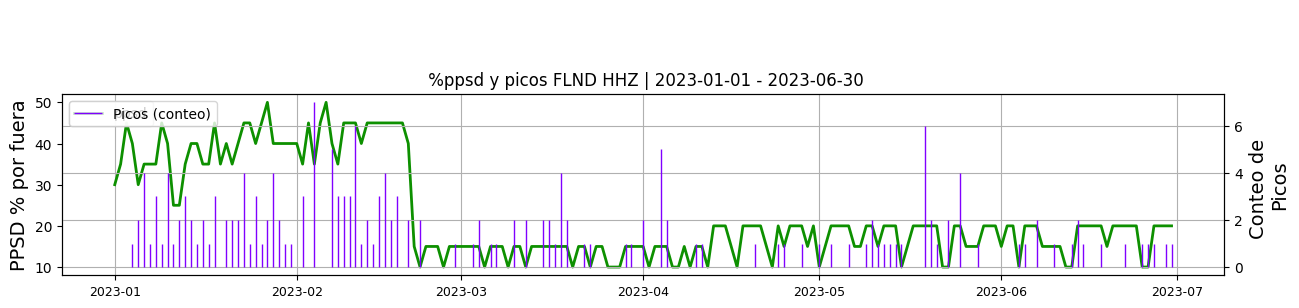 %ppsd y picos FLND HHZ | 2023-01-01 - 2023-06-30
Picos (conteo)
PPSD % por fuera
50
40
30
20
10
6
4
2
0
Conteo de
Picos
2023-01 2023-02 2023-03 2023-04 2023-05 2023-06 2023-07